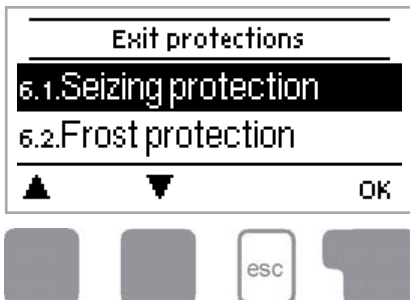 Exit protections
6.1.Seizing protection
6.2.Frost protection
▲ ▼ OK
esc